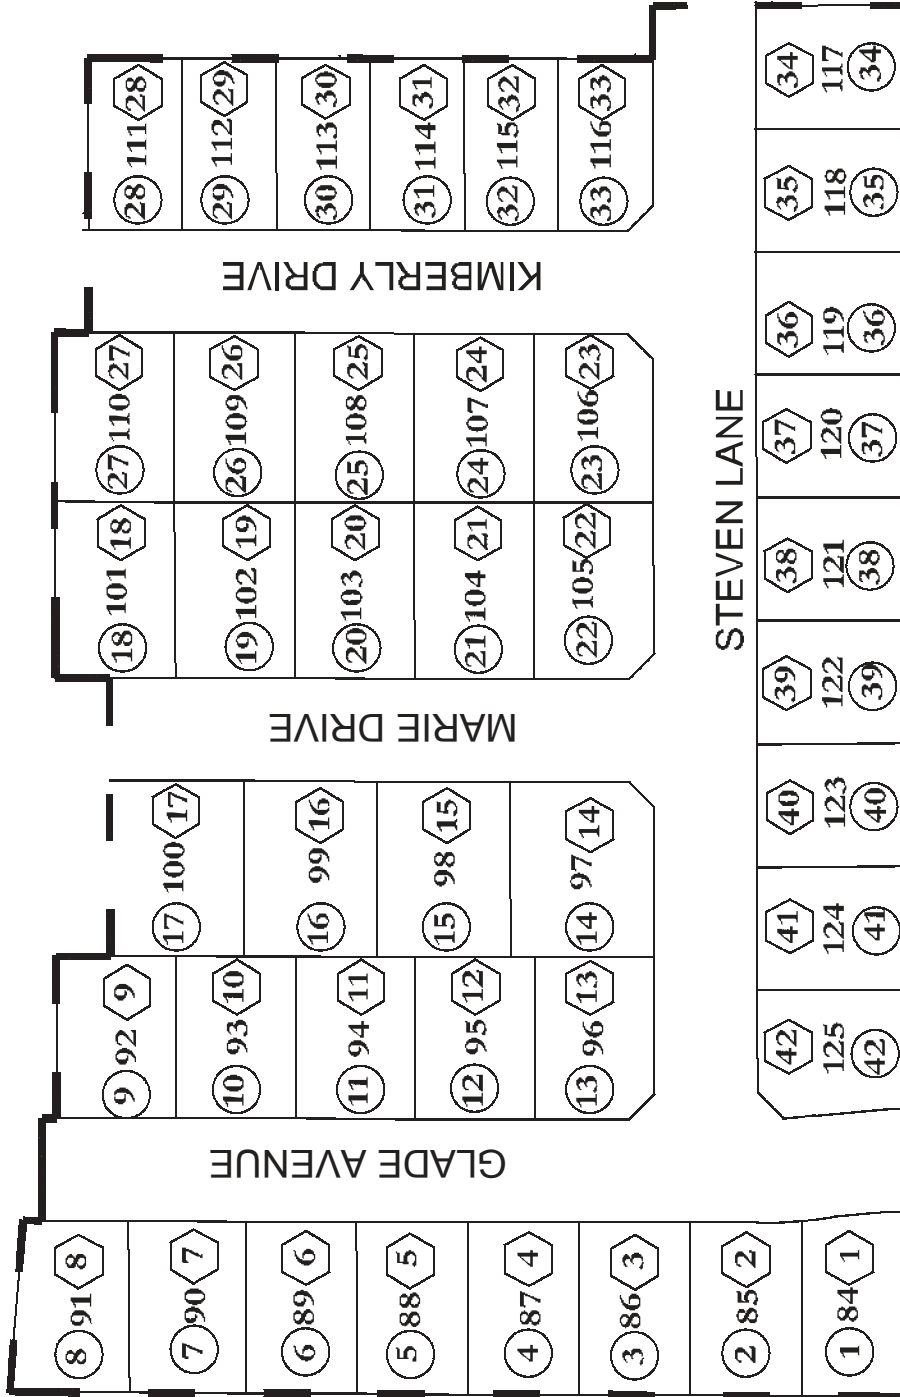 28 111 28
29 112 29
30 113 30
31 114 31
32 115 32
33 116 33
34 117 34
35 118 35
36 119 36
37 120 37
38 121 38
39 122 39
40 123 40
41 124 41
42 125 42
KIMBERLY DRIVE
27 110 27
26 109 26
25 108 25
24 107 24
23 106 23
18 101 18
19 102 19
20 103 20
21 104 21
22 105 22
STEVEN LANE
MARIE DRIVE
17 100 17
16 99 16
15 98 15
14 97 14
9 92 9
10 93 10
11 94 11
12 95 12
13 96 13
GLADE AVENUE
8 91 8
7 90 7
6 89 6
5 88 5
4 87 4
3 86 3
2 85 2
1 84 1